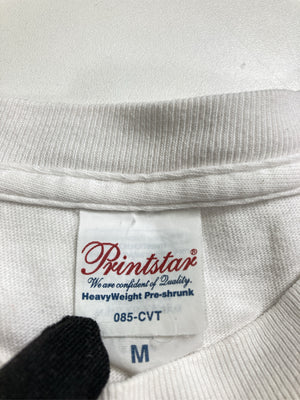 Printstar®
We are confident of Quality.
HeavyWeight Pre-shrunk
085-CVT
M